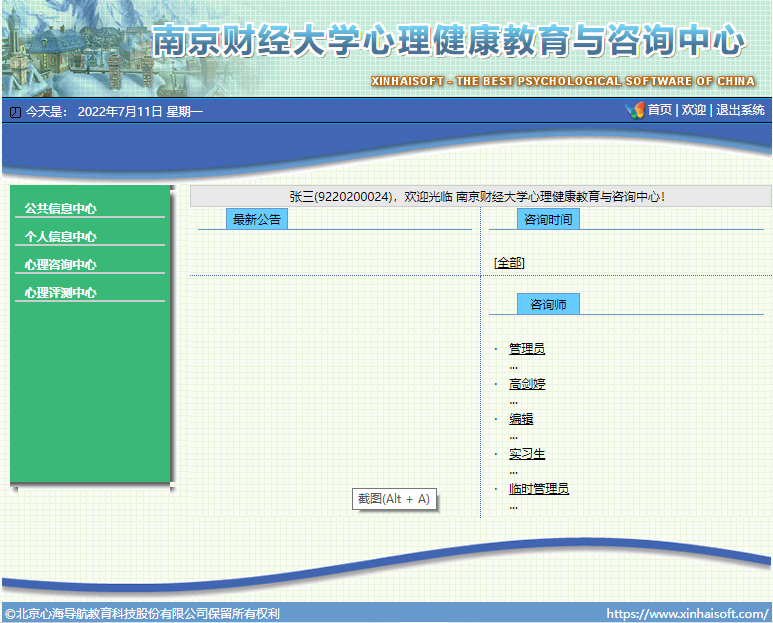 南京财经大学心理健康教育与咨询中心
XINHAISOFT - THE BEST PSYCHOLOGICAL SOFTWARE OF CHINA
今天是： 2022年7月11日 星期一
首页 | 欢迎 | 退出系统
公共信息中心
个人信息中心
心理咨询中心
心理评测中心
张三(9220200024)，欢迎光临 南京财经大学心理健康教育与咨询中心!
最新公告
咨询时间
[全部]
咨询师
· 管理员
...
· 高剑婷
...
· 编辑
...
· 实习生
...
· 临时管理员
...
截图(Alt + A)
©北京心海导航教育科技股份有限公司保留所有权利
https://www.xinhaisoft.com/